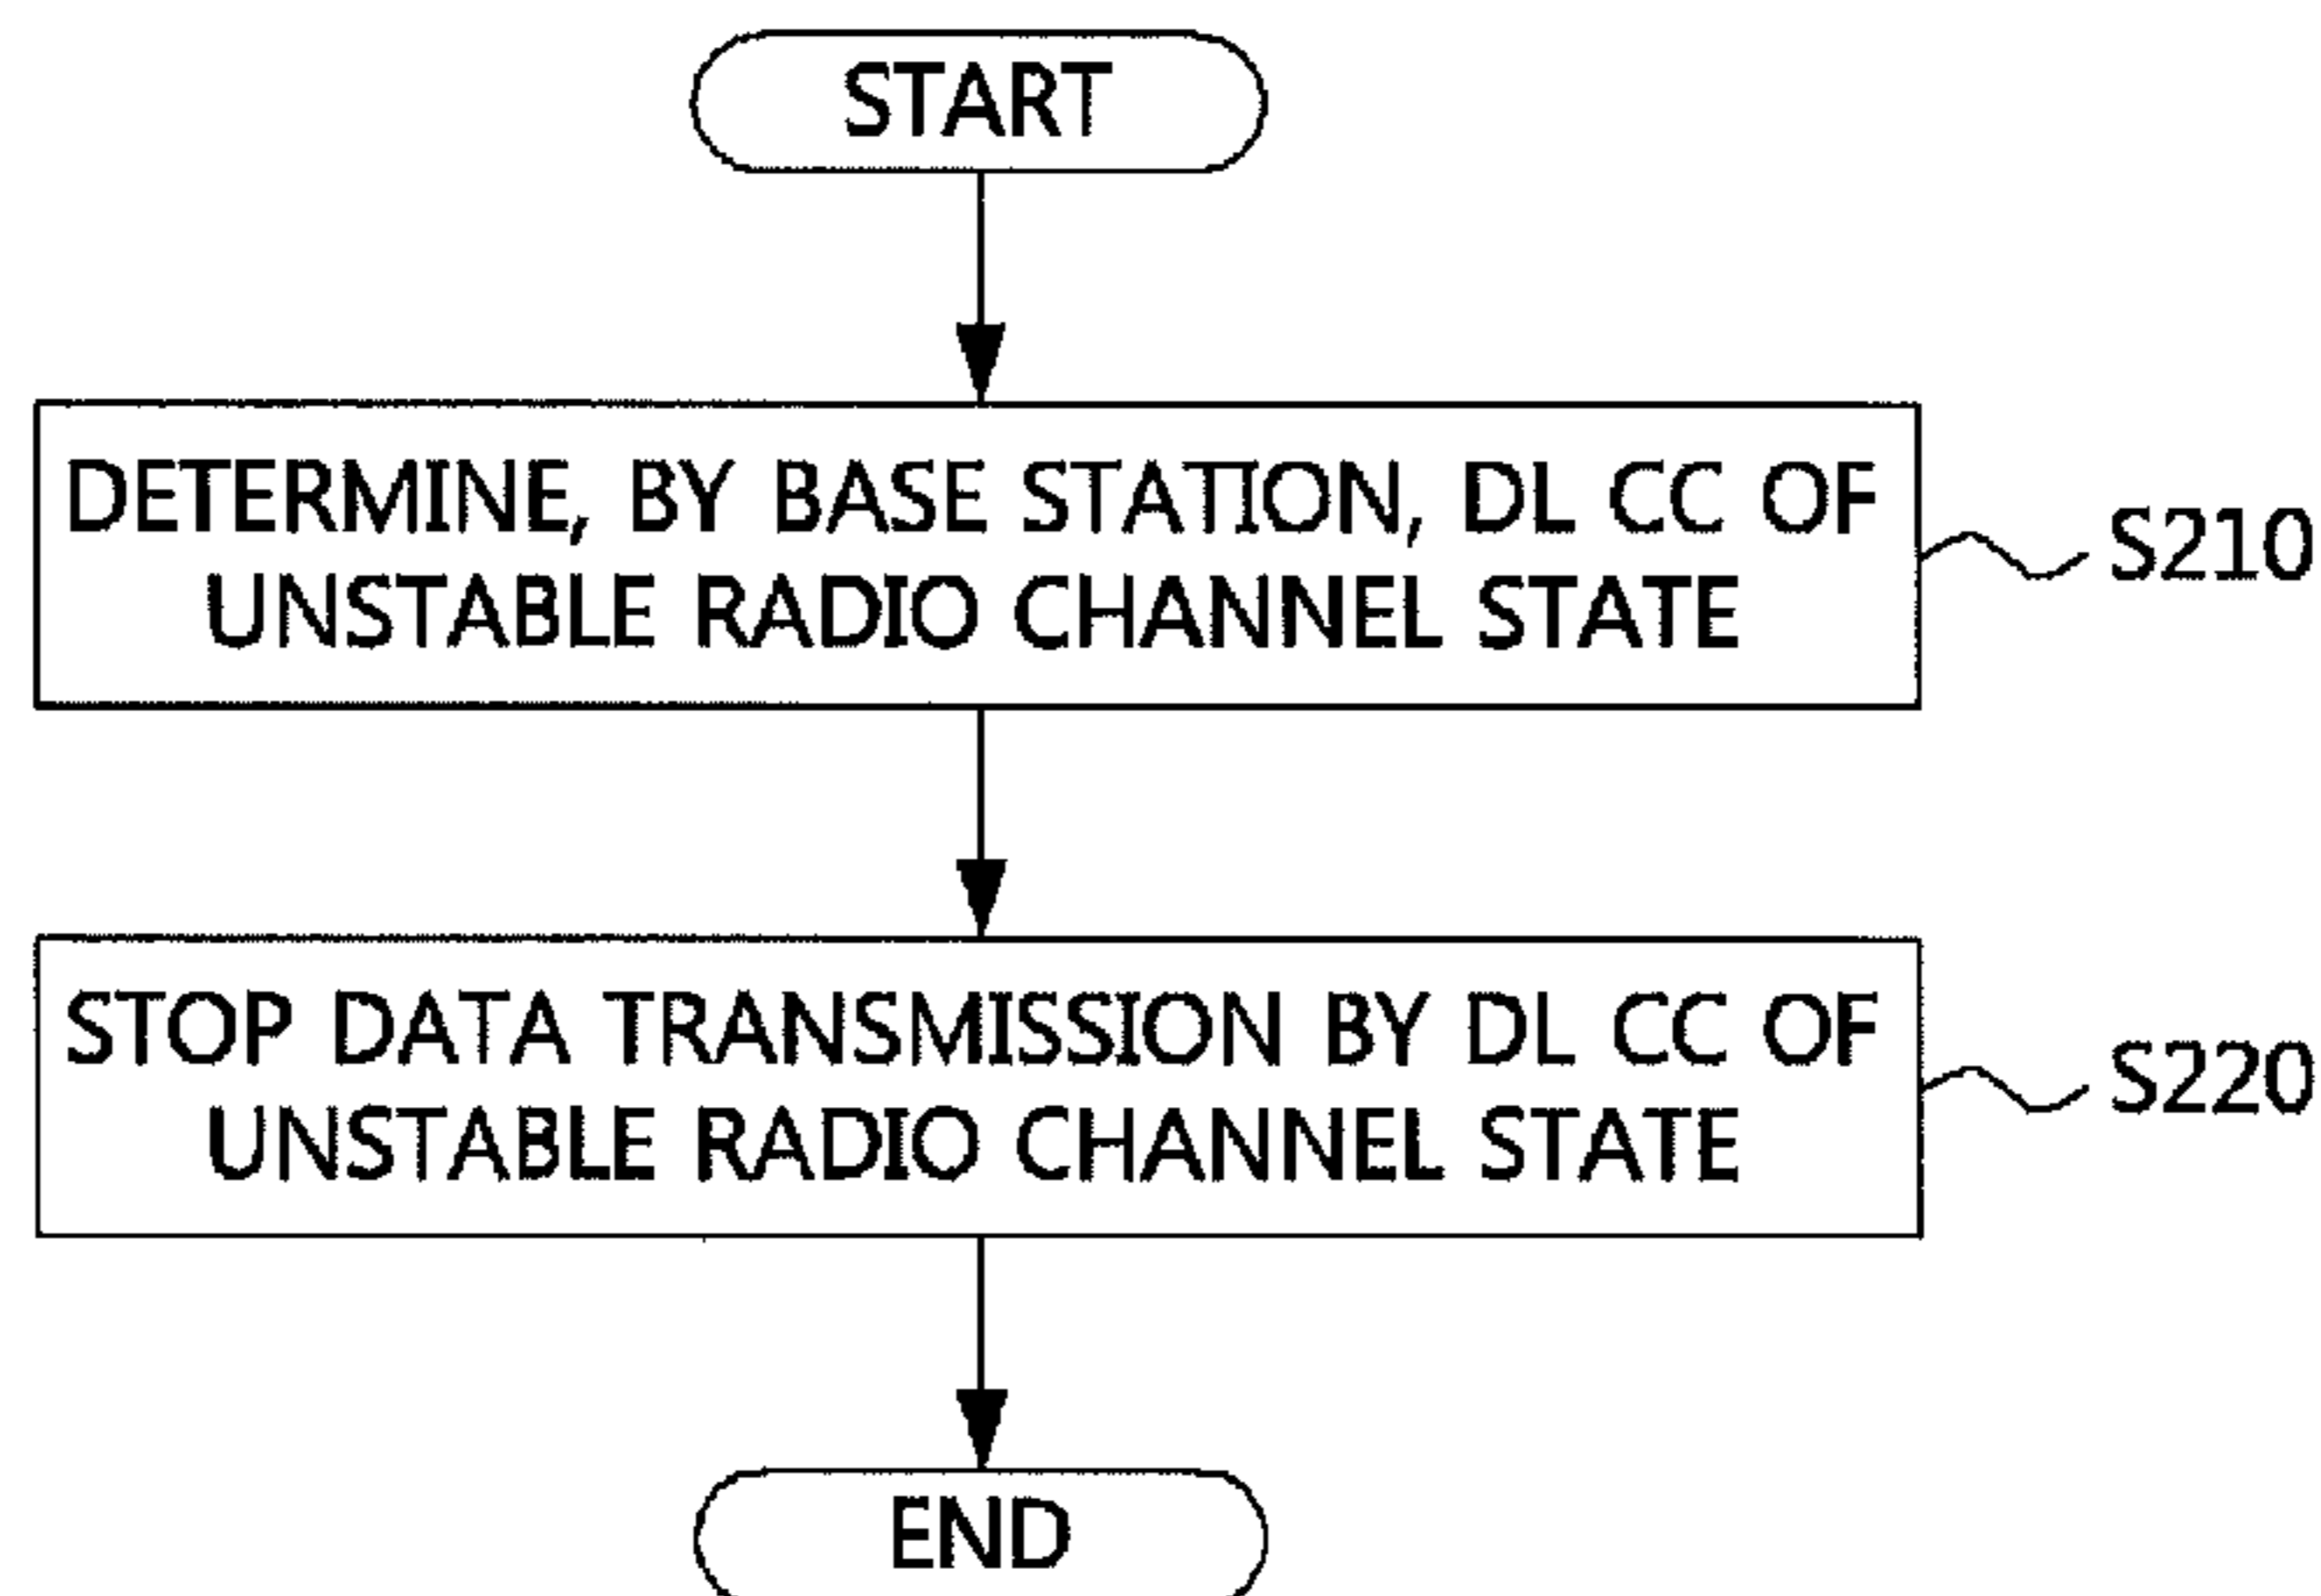 START
DETERMINE, BY BASE STATION, DL CC OF
UNSTABLE RADIO CHANNEL STATE
S210
STOP DATA TRANSMISSION BY DL CC OF
UNSTABLE RADIO CHANNEL STATE
S220
END